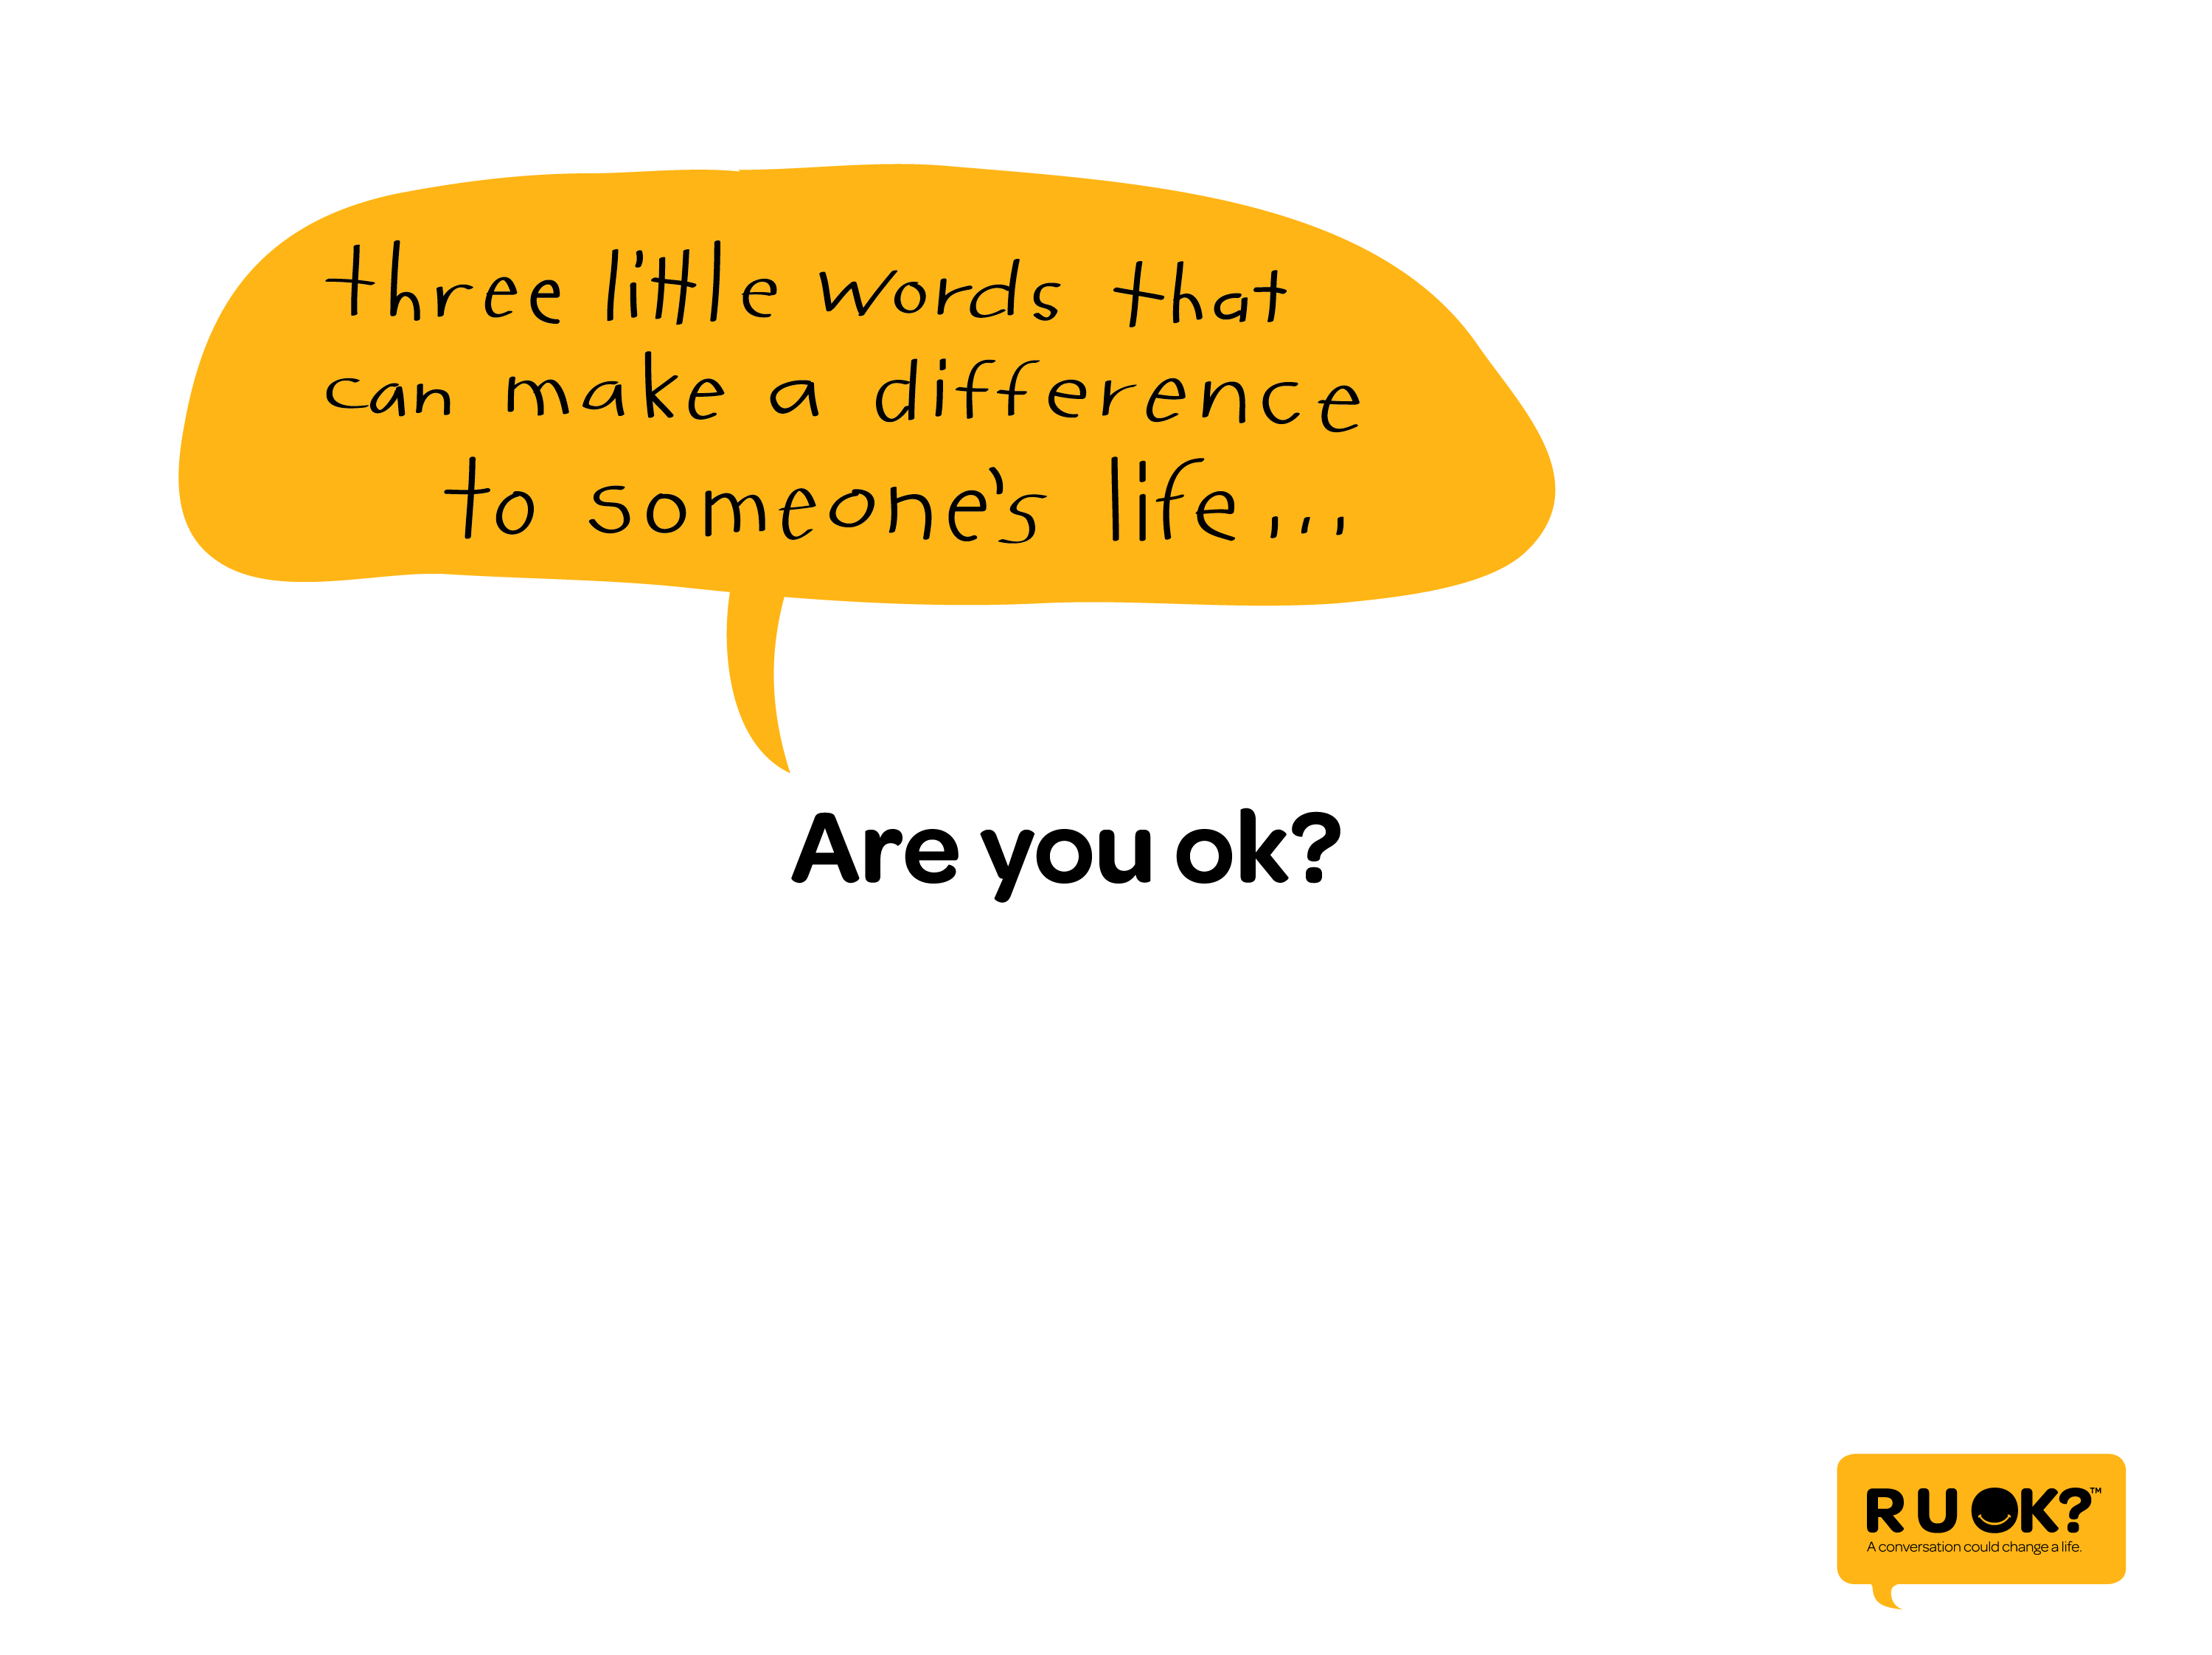 three little words that
can make a difference
to someone's life...
Are you ok?
R U OK?™
A conversation could change a life.